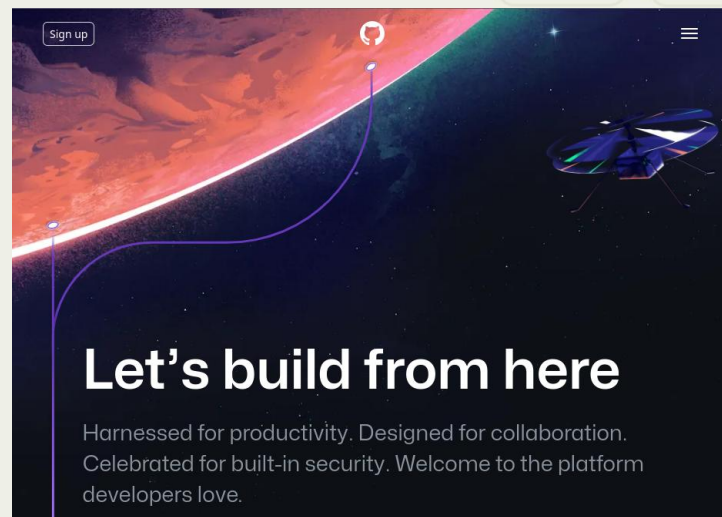 Sign up
Let’s build from here
Harnessed for productivity. Designed for collaboration.
Celebrated for built-in security. Welcome to the platform
developers love.